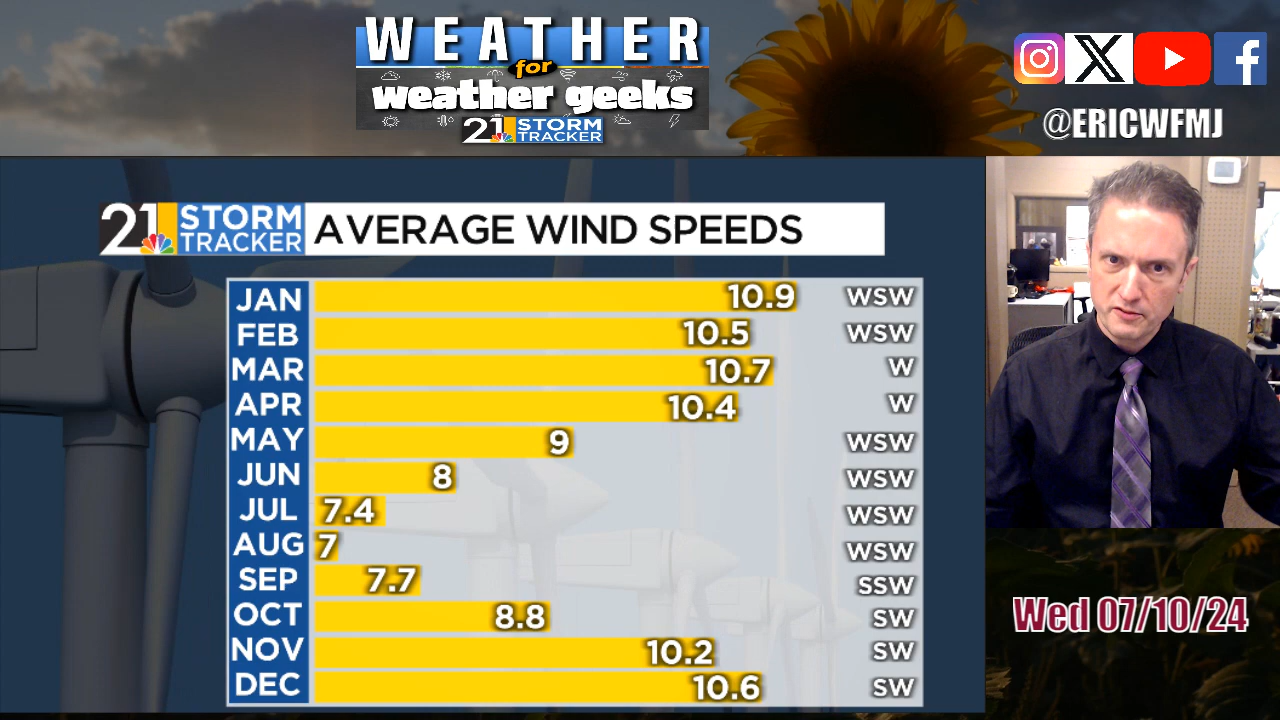 WEATHER
for
weather geeks
21 STORM TRACKER
@ERICWFMJ
21 STORM TRACKER AVERAGE WIND SPEEDS
JAN 10.9 WSW
FEB 10.5 WSW
MAR 10.7 W
APR 10.4 W
MAY 9 WSW
JUN 8 WSW
JUL 7.4 WSW
AUG 7 WSW
SEP 7.7 SSW
OCT 8.8 SW
NOV 10.2 SW
DEC 10.6 SW
Wed 07/10/24